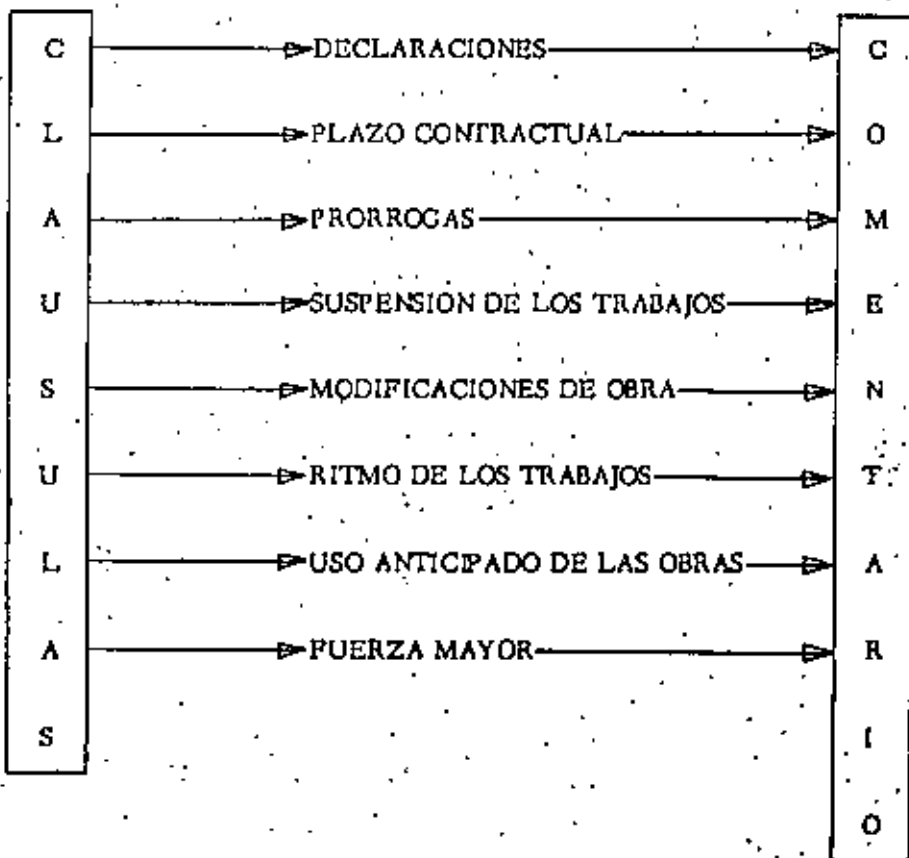 C DECLARACIONES C
L PLAZO CONTRACTUAL O
A PRORROGAS M
U SUSPENSION DE LOS TRABAJOS E
S MODIFICACIONES DE OBRA N
U RITMO DE LOS TRABAJOS T
L USO ANTICIPADO DE LAS OBRAS A
A FUERZA MAYOR R
S I
O